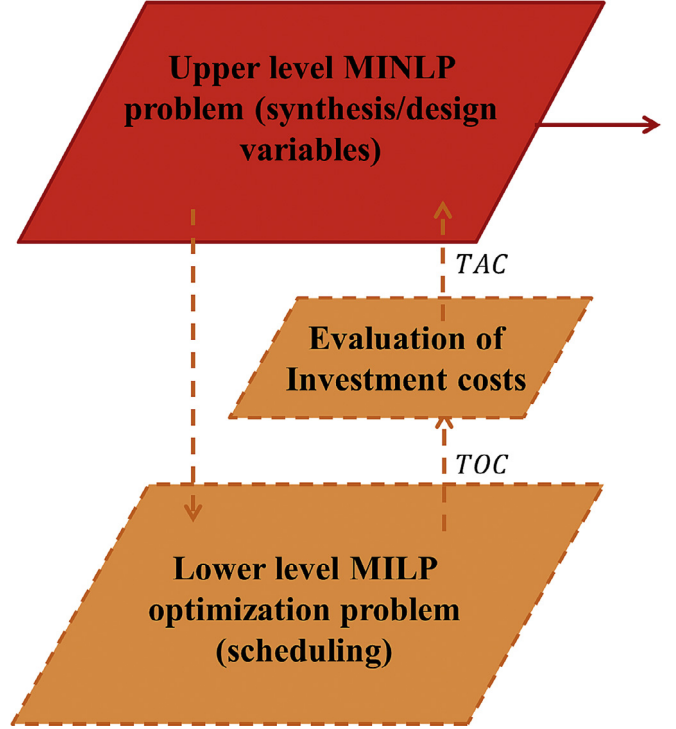 Upper level MINLP
problem (synthesis/design
variables)
TAC
Evaluation of
Investment costs
TOC
Lower level MILP
optimization problem
(scheduling)